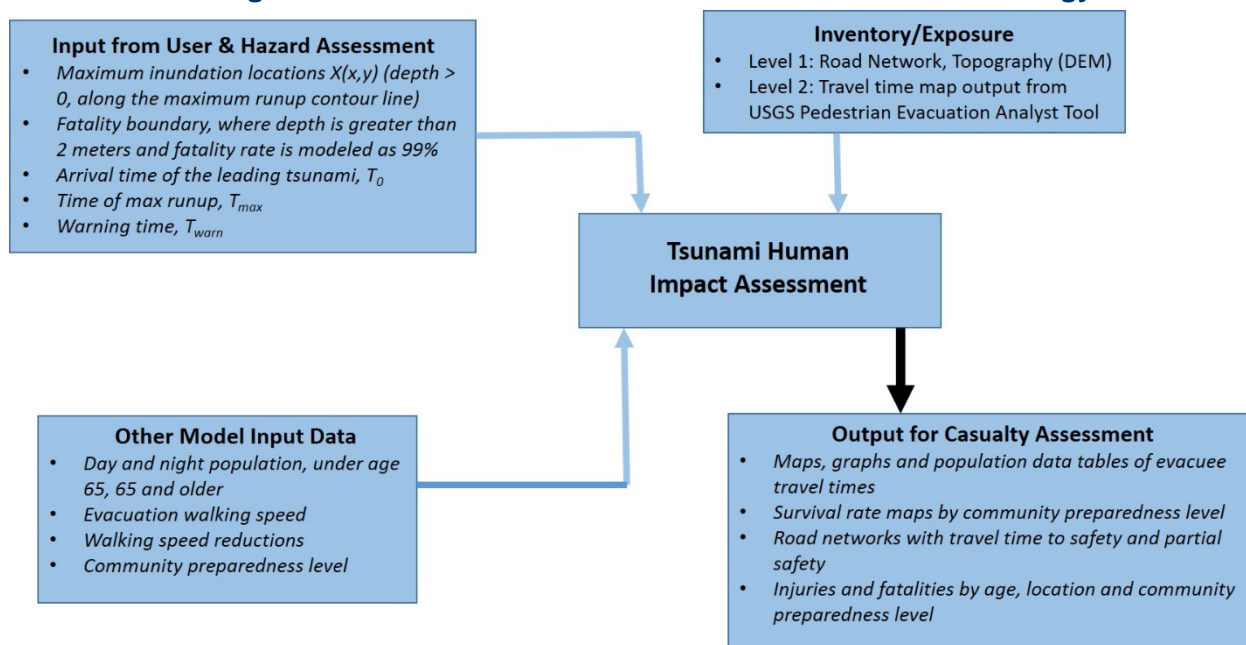 Input from User & Hazard Assessment
• Maximum inundation locations X(x,y) (depth >
0, along the maximum runup contour line)
• Fatality boundary, where depth is greater than
2 meters and fatality rate is modeled as 99%
• Arrival time of the leading tsunami, T0
• Time of max runup, Tmax
• Warning time, Twarn
Inventory/Exposure
• Level 1: Road Network, Topography (DEM)
• Level 2: Travel time map output from
USGS Pedestrian Evacuation Analyst Tool
Tsunami Human
Impact Assessment
Other Model Input Data
• Day and night population, under age
65, 65 and older
• Evacuation walking speed
• Walking speed reductions
• Community preparedness level
Output for Casualty Assessment
• Maps, graphs and population data tables of evacuee
travel times
• Survival rate maps by community preparedness level
• Road networks with travel time to safety and partial
safety
• Injuries and fatalities by age, location and community
preparedness level